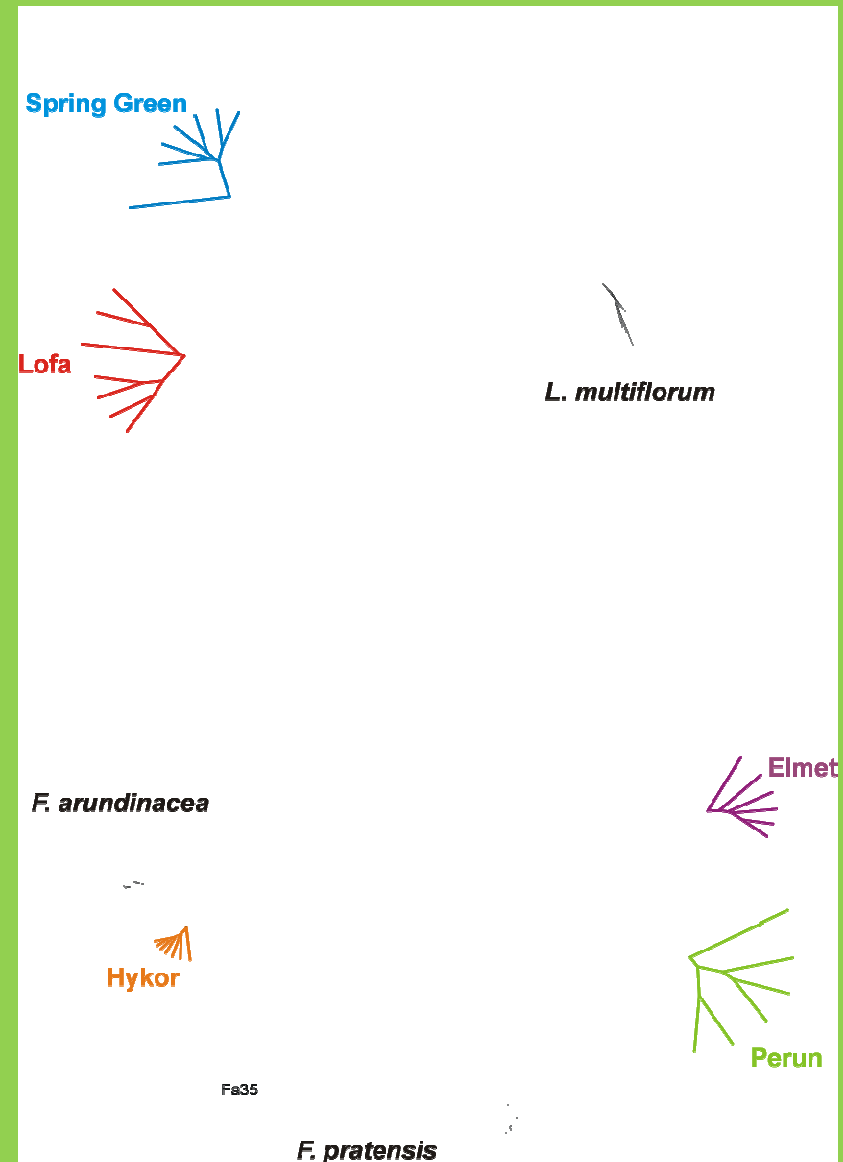 Spring Green
Lofa
L. multiflorum
Elmet
F. arundinacea
Hykor
Perun
Fa35
F. pratensis